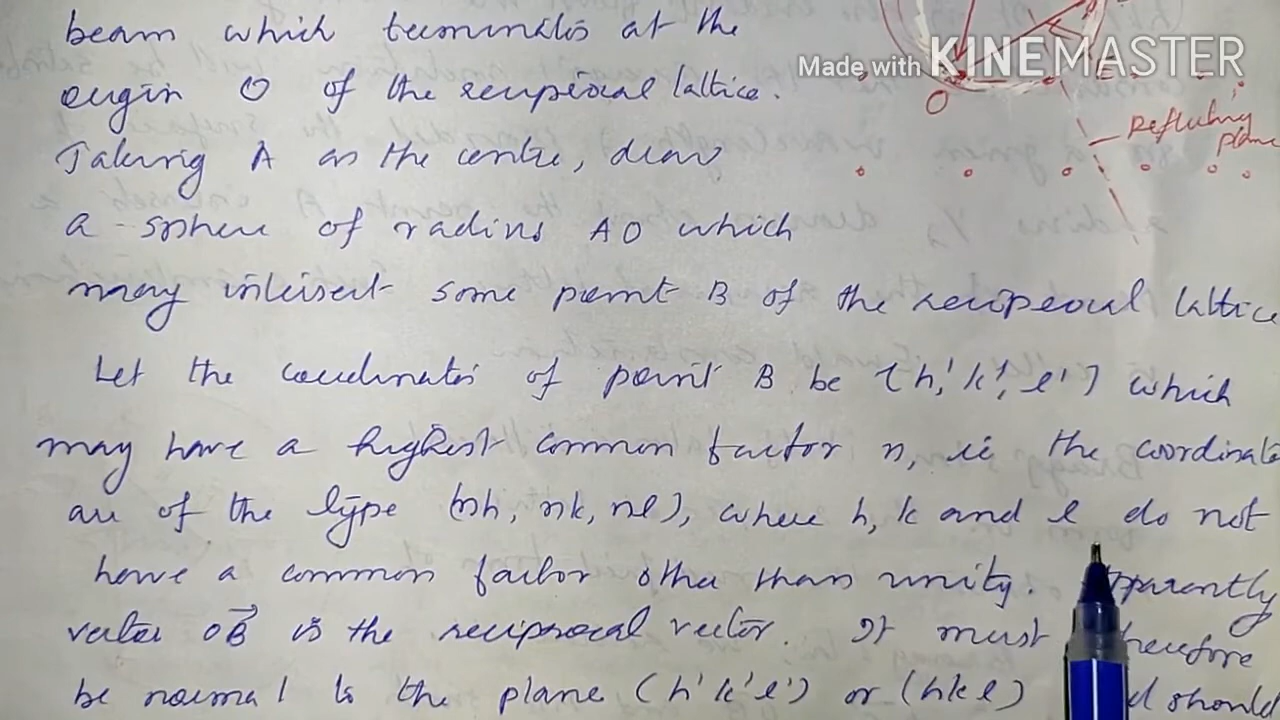 beam which terminates at the
origin O of the reciprocal lattice.
Taking A as the centre, draw
a sphere of radius AO which
may intersect some point B of the reciprocal lattice
Let the coordinates of point B be (h', k', l') which
may have a highest common factor n, ie the coordinate
are of the type (nh, nk, nl), where h, k and l do not
have a common factor other than unity. pparently
vector OB⃗ is the reciprocal vector. It must herefore
be normal to the plane (h'k'l') or (hkl) d should
Made with KINEMASTER
O
E
Reflecting
plane